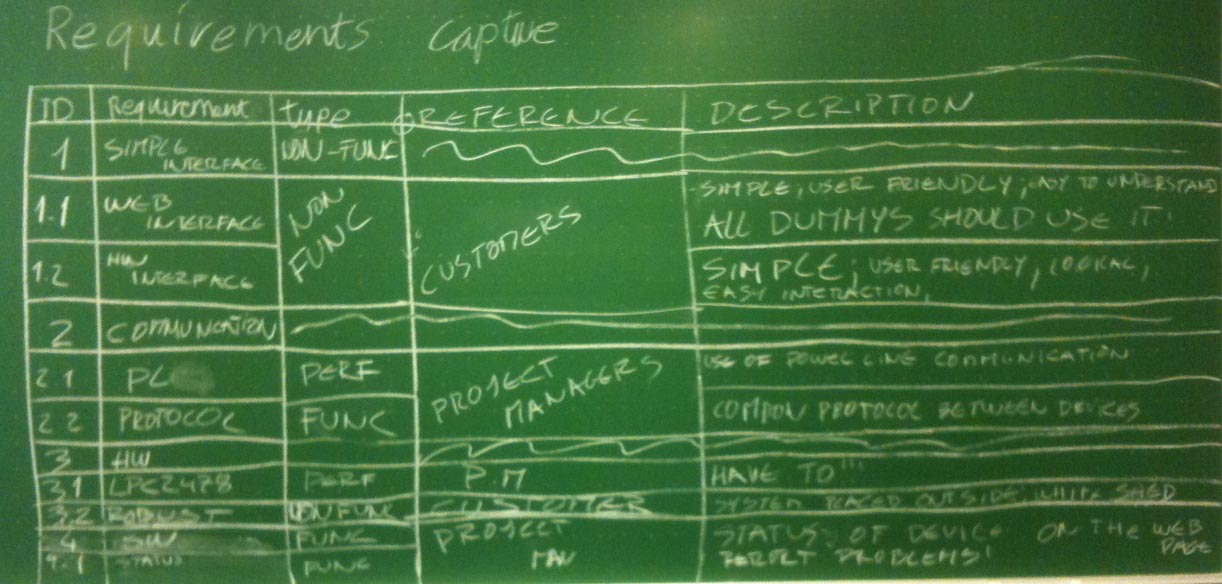 Requirements Captue
ID Requirement type REFERENCE DESCRIPTION
1 SIMPLE INTERFACE NON-FUNC
1.1 WEB INTERFACE NON FUNC CUSTOMERS SIMPLE, USER FRIENDLY, EASY TO UNDERSTAND
ALL DUMMYS SHOULD USE IT!
1.2 HW INTERFACE SIMPLE, USER FRIENDLY, LOOKAL,
EASY INTERACTION,
2 COMMUNICATION
2.1 PL PERF PROJECT MANAGERS USE OF POWER LINE COMMUNICATION
2.2 PROTOCOL FUNC COMMON PROTOCOL BETWEEN DEVICES
3 HW
3.1 LPC2478 PERF P.M HAVE TO!!!
3.2 ROBUST NON FUNC CUSTOMER SYSTEM PLACED OUTSIDE, SHED
4 SW FUNC PROJECT MAN STATUS OF DEVICE ON THE WEB PAGE
4.1 STATUS FUNC REPORT PROBLEMS!